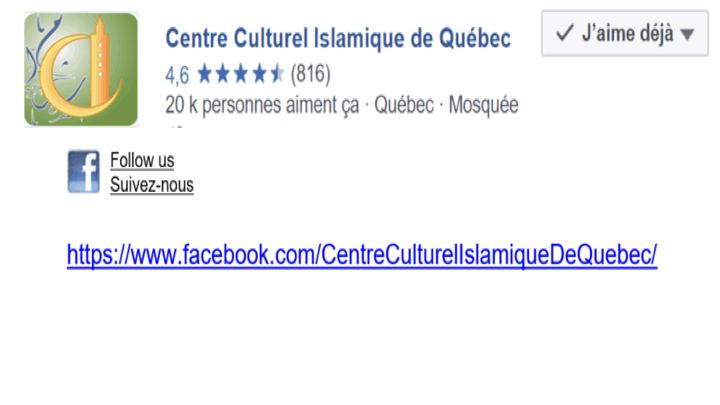 Centre Culturel Islamique de Québec
J'aime déjà
4,6 ★★★★⯨ (816)
20 k personnes aiment ça · Québec · Mosquée
f
Follow us
Suivez-nous
https://www.facebook.com/CentreCulturelIslamiqueDeQuebec/